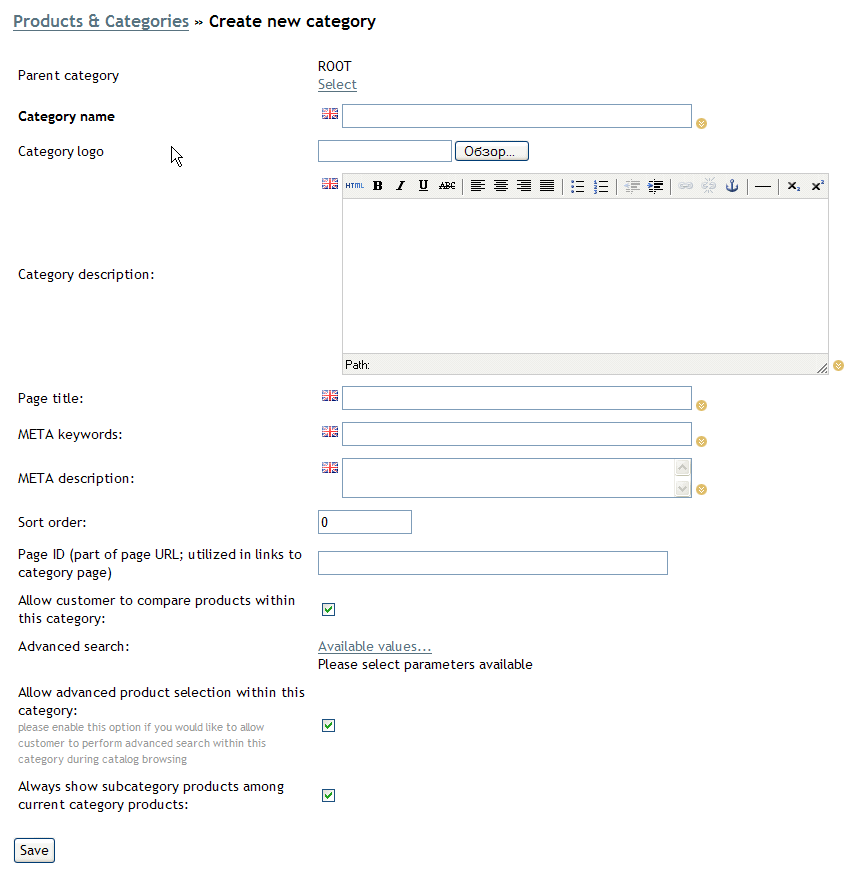 Products & Categories » Create new category
Parent category
ROOT
Select
Category name
Category logo
Обзор...
HTML B I U ABC X₂ X²
Category description:
Path:
Page title:
META keywords:
META description:
Sort order:
0
Page ID (part of page URL; utilized in links to
category page)
Allow customer to compare products within
this category:
Advanced search:
Available values...
Please select parameters available
Allow advanced product selection within this
category:
please enable this option if you would like to allow
customer to perform advanced search within this
category during catalog browsing
Always show subcategory products among
current category products:
Save